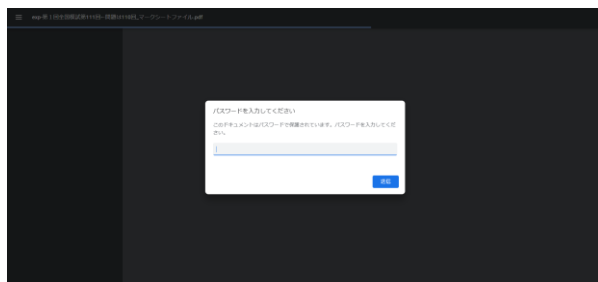 パスワードを入力してください
このドキュメントはパスワードで保護されています。パスワードを入力してくだ
さい。
送信